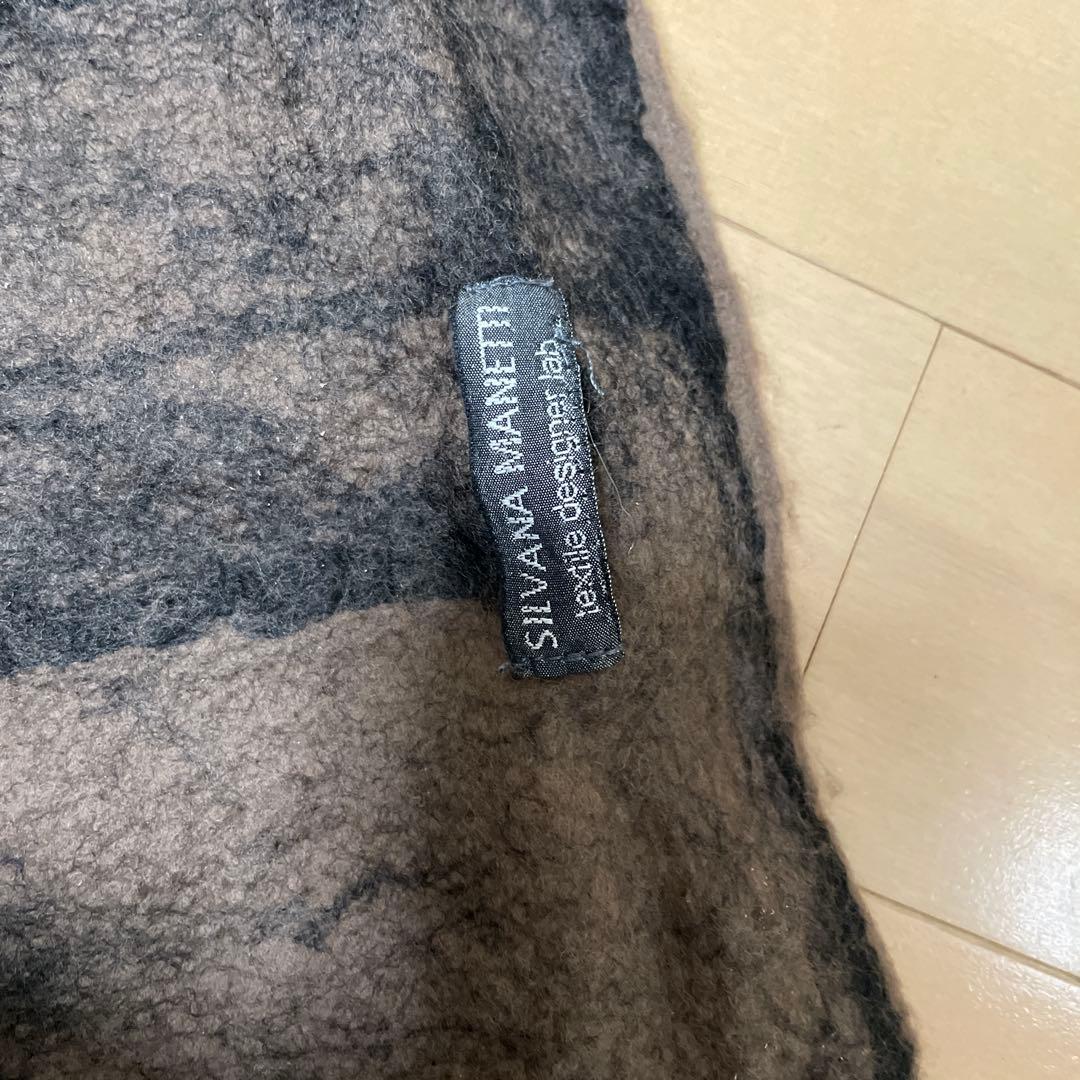 SILVANA MANETTI
textile designer lab.